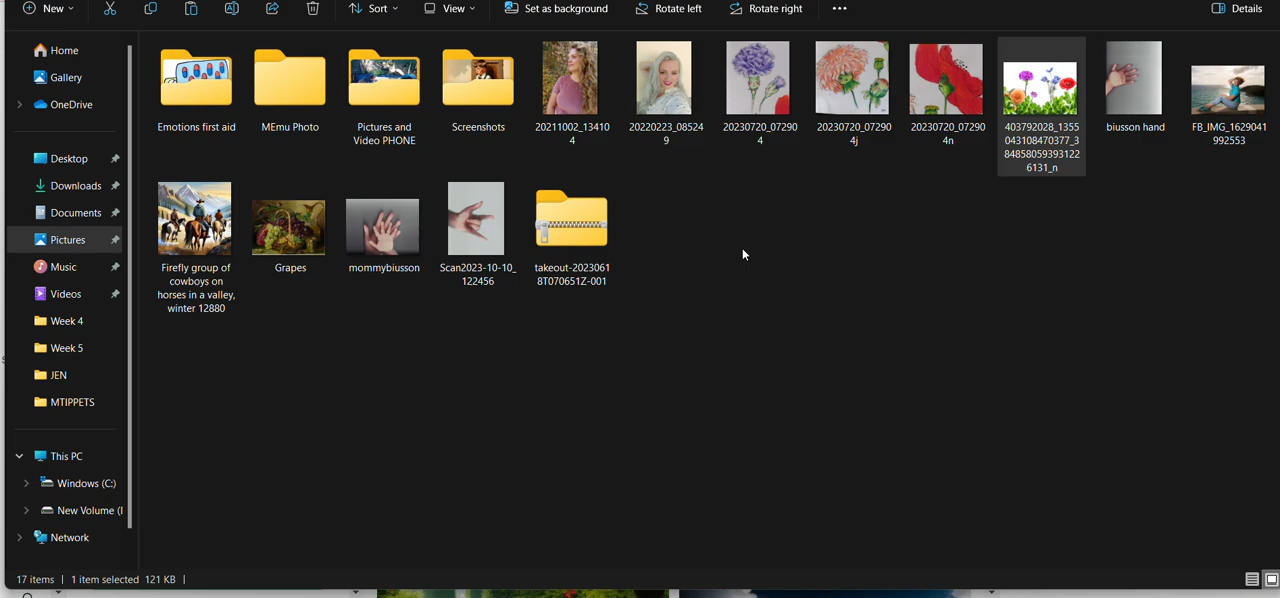 New
Sort
View
Set as background
Rotate left
Rotate right
Details
Home
Gallery
OneDrive
Desktop
Downloads
Documents
Pictures
Music
Videos
Week 4
Week 5
JEN
MTIPPETS
This PC
Windows (C:)
New Volume (
Network
Emotions first aid
MEmu Photo
Pictures and
Video PHONE
Screenshots
20211002_13410
4
20220223_08524
9
20230720_07290
4
20230720_07290
4j
20230720_07290
4n
403792028_1355
043108470377_3
84858059393122
6131_n
biusson hand
FB_IMG_1629041
992553
Firefly group of
cowboys on
horses in a valley,
winter 12880
Grapes
mommybiusson
Scan2023-10-10_
122456
takeout-2023061
8T070651Z-001
17 items
1 item selected 121 KB